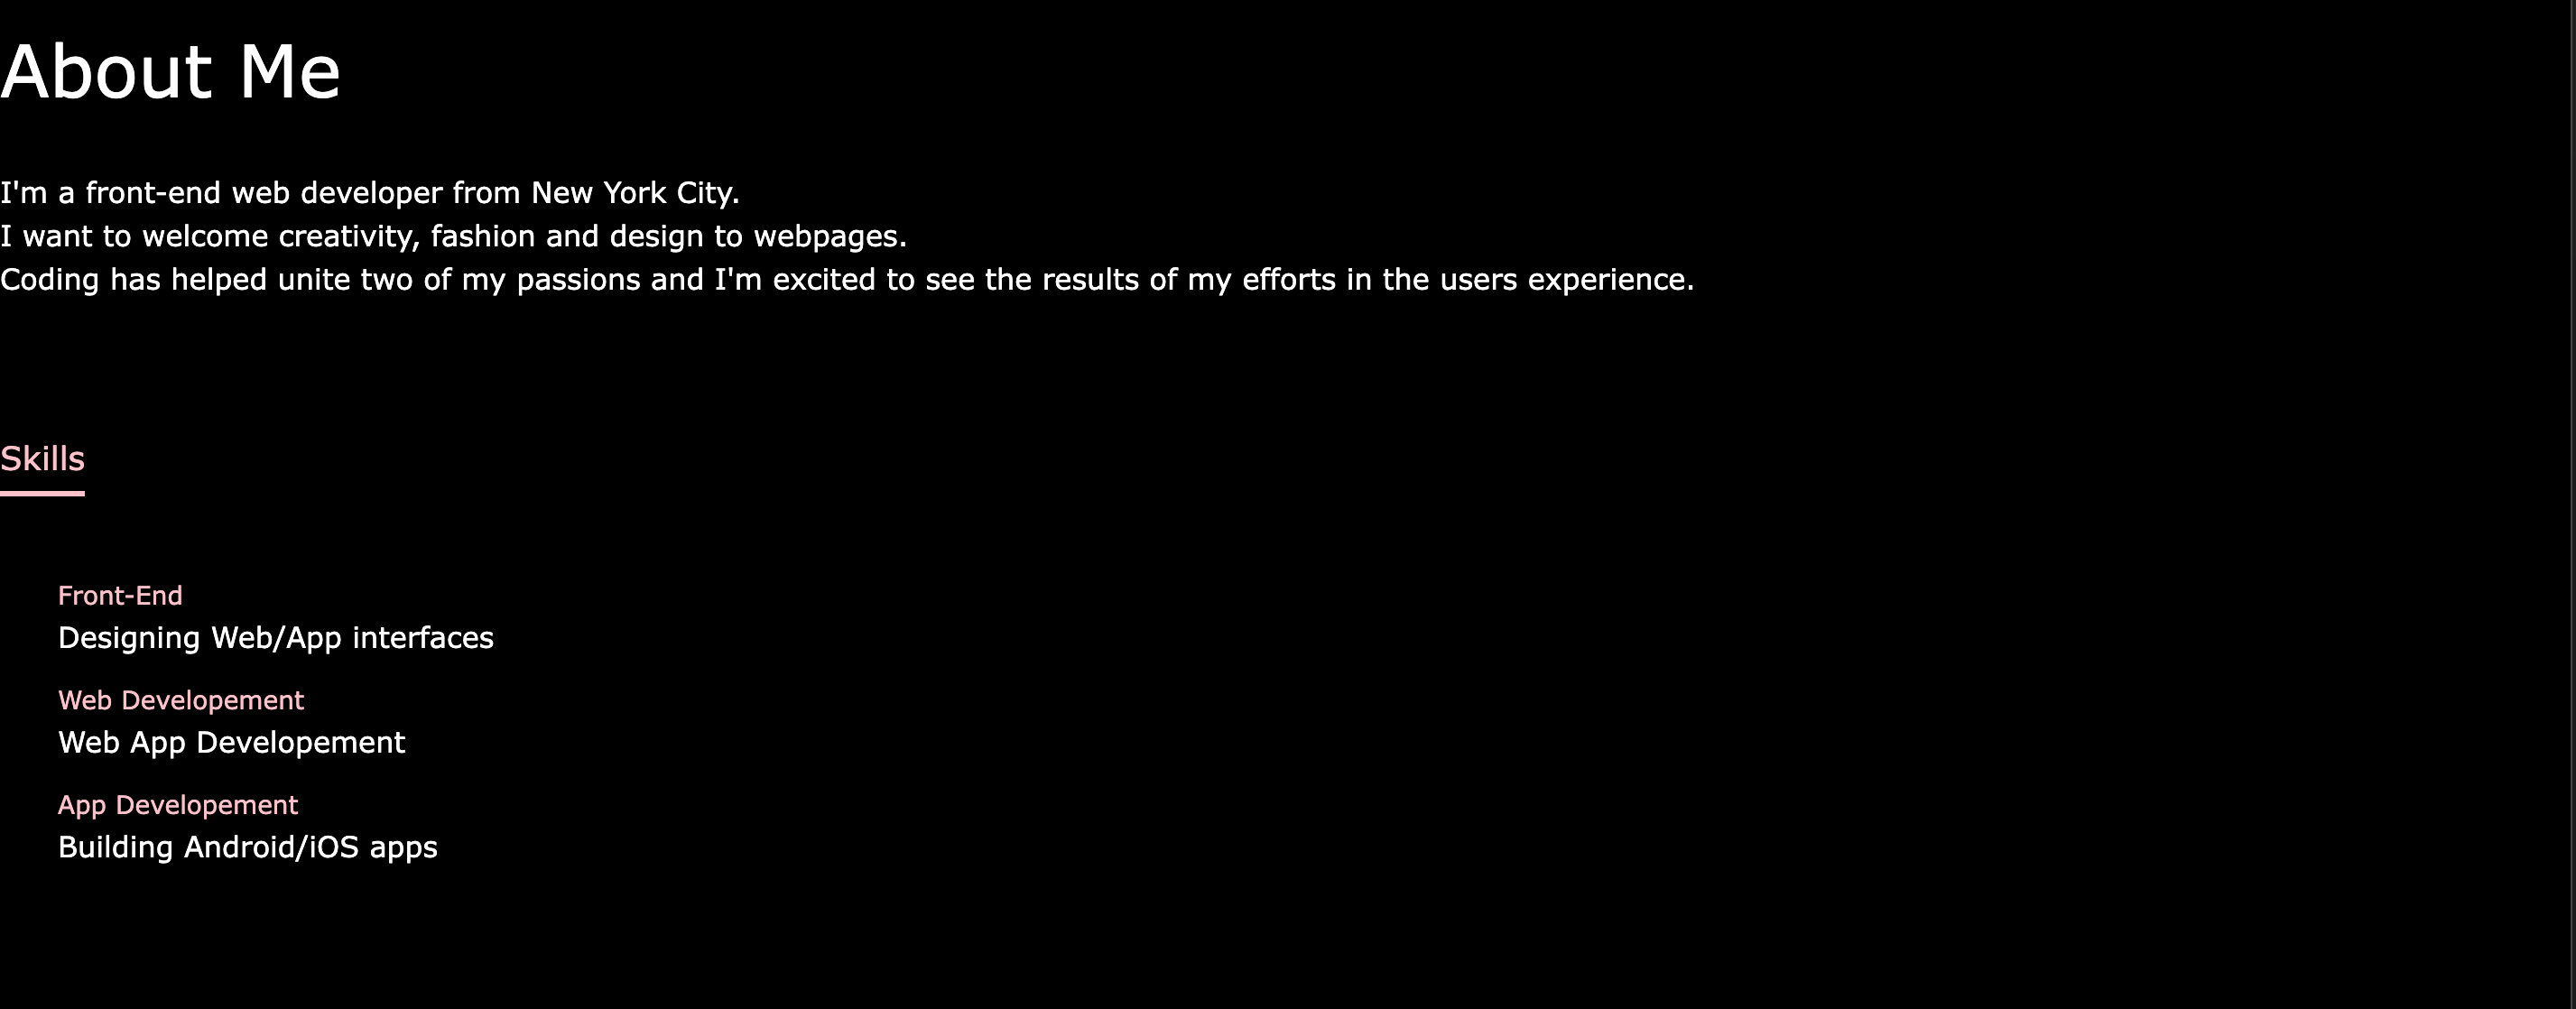 About Me
I'm a front-end web developer from New York City.
I want to welcome creativity, fashion and design to webpages.
Coding has helped unite two of my passions and I'm excited to see the results of my efforts in the users experience.
Skills
Front-End
Designing Web/App interfaces
Web Developement
Web App Developement
App Developement
Building Android/iOS apps